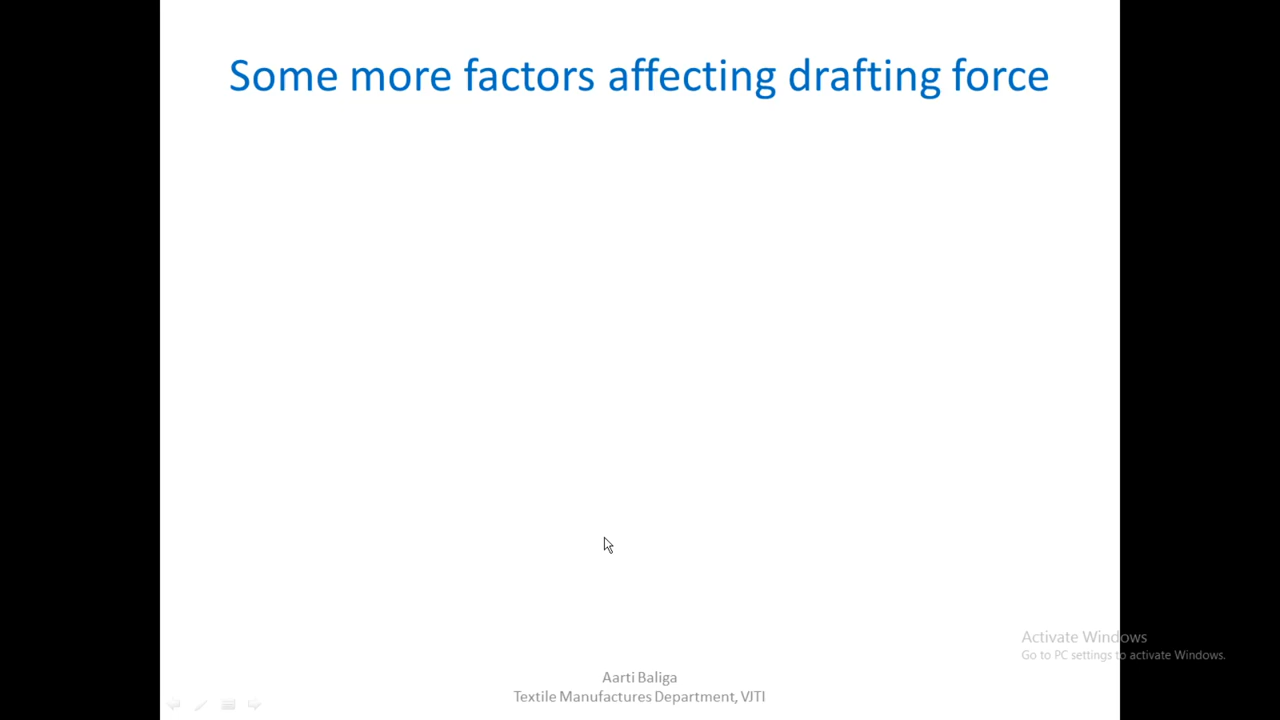 Some more factors affecting drafting force
Activate Windows
Go to PC settings to activate Windows.
Aarti Baliga
Textile Manufactures Department, VJTI